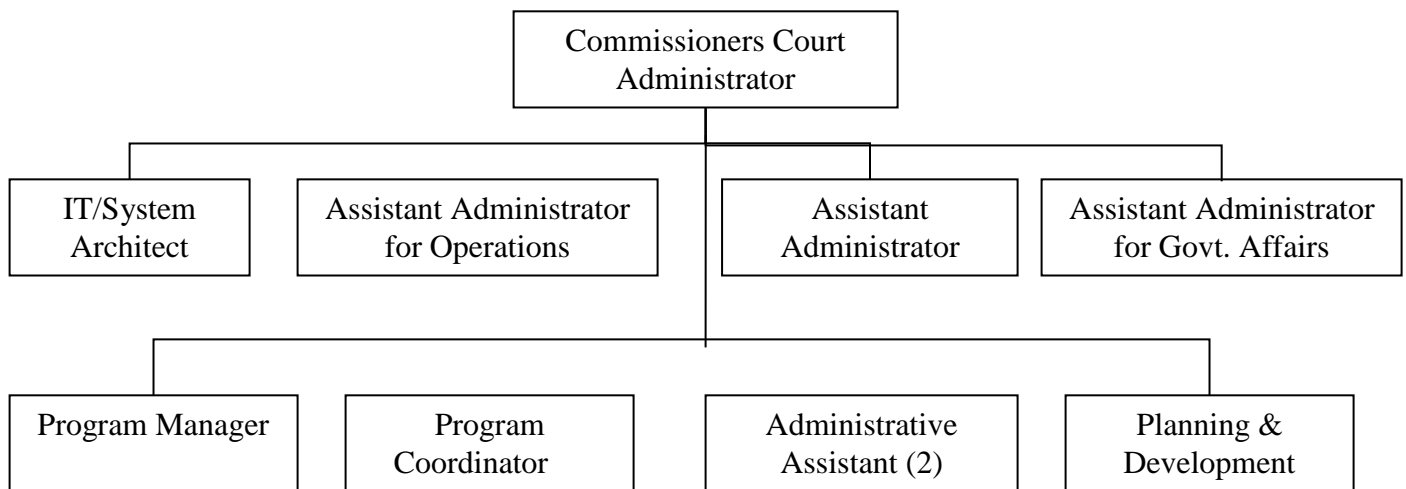 Commissioners Court
Administrator
IT/System
Architect
Assistant Administrator
for Operations
Assistant
Administrator
Assistant Administrator
for Govt. Affairs
Program Manager
Program
Coordinator
Administrative
Assistant (2)
Planning &
Development